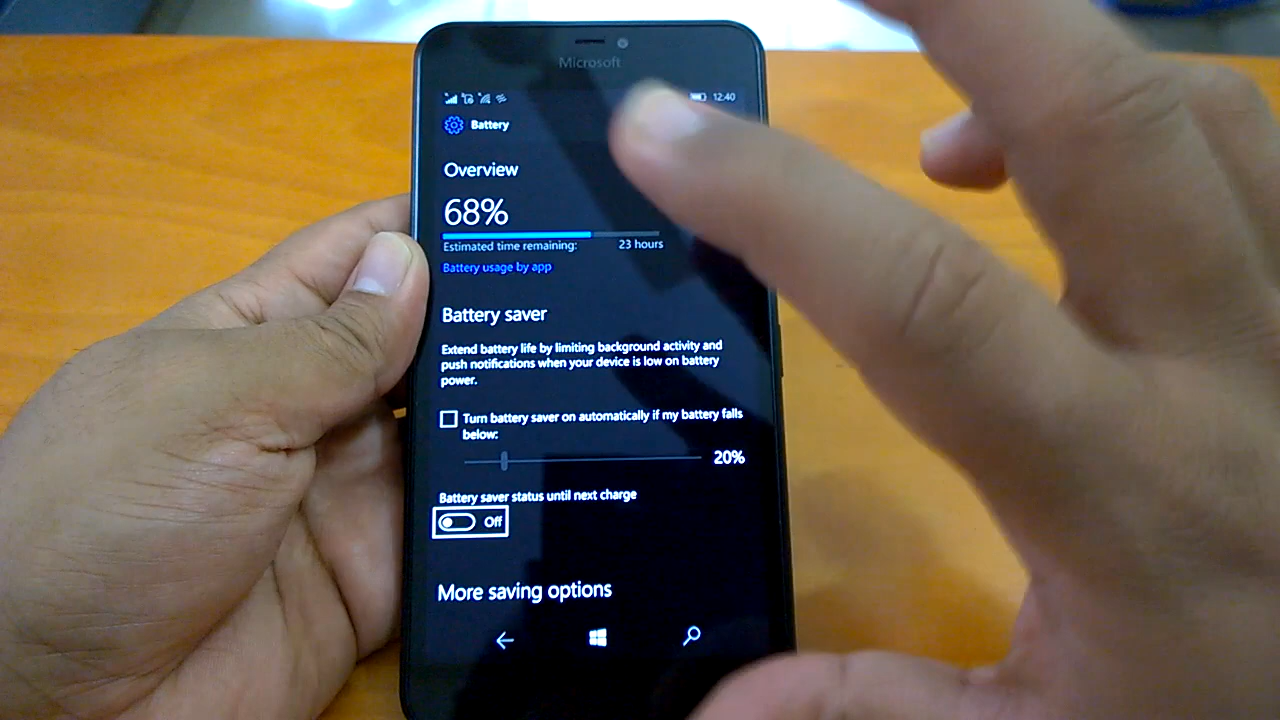 Microsoft
12:40
Battery
Overview
68%
Estimated time remaining: 23 hours
Battery usage by app
Battery saver
Extend battery life by limiting background activity and
push notifications when your device is low on battery
power.
Turn battery saver on automatically if my battery falls
below:
20%
Battery saver status until next charge
Off
More saving options